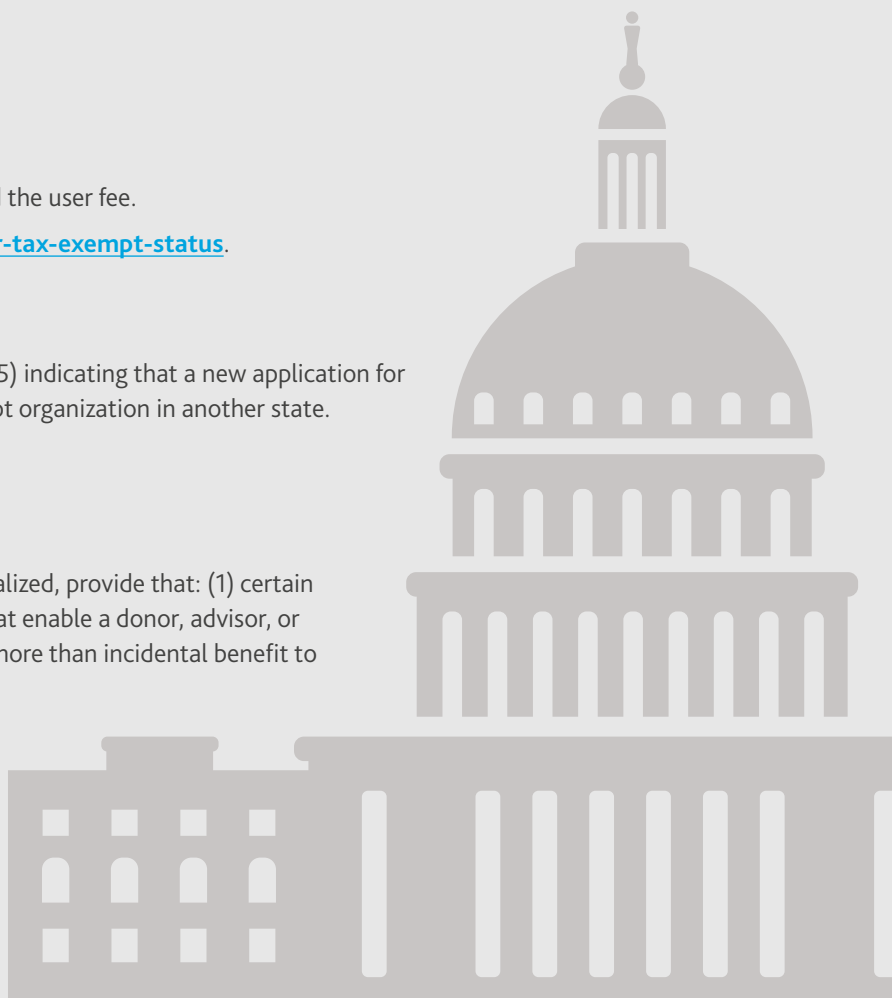 the user fee.
r-tax-exempt-status.
5) indicating that a new application for
organization in another state.
alized, provide that: (1) certain
at enable a donor, advisor, or
more than incidental benefit to